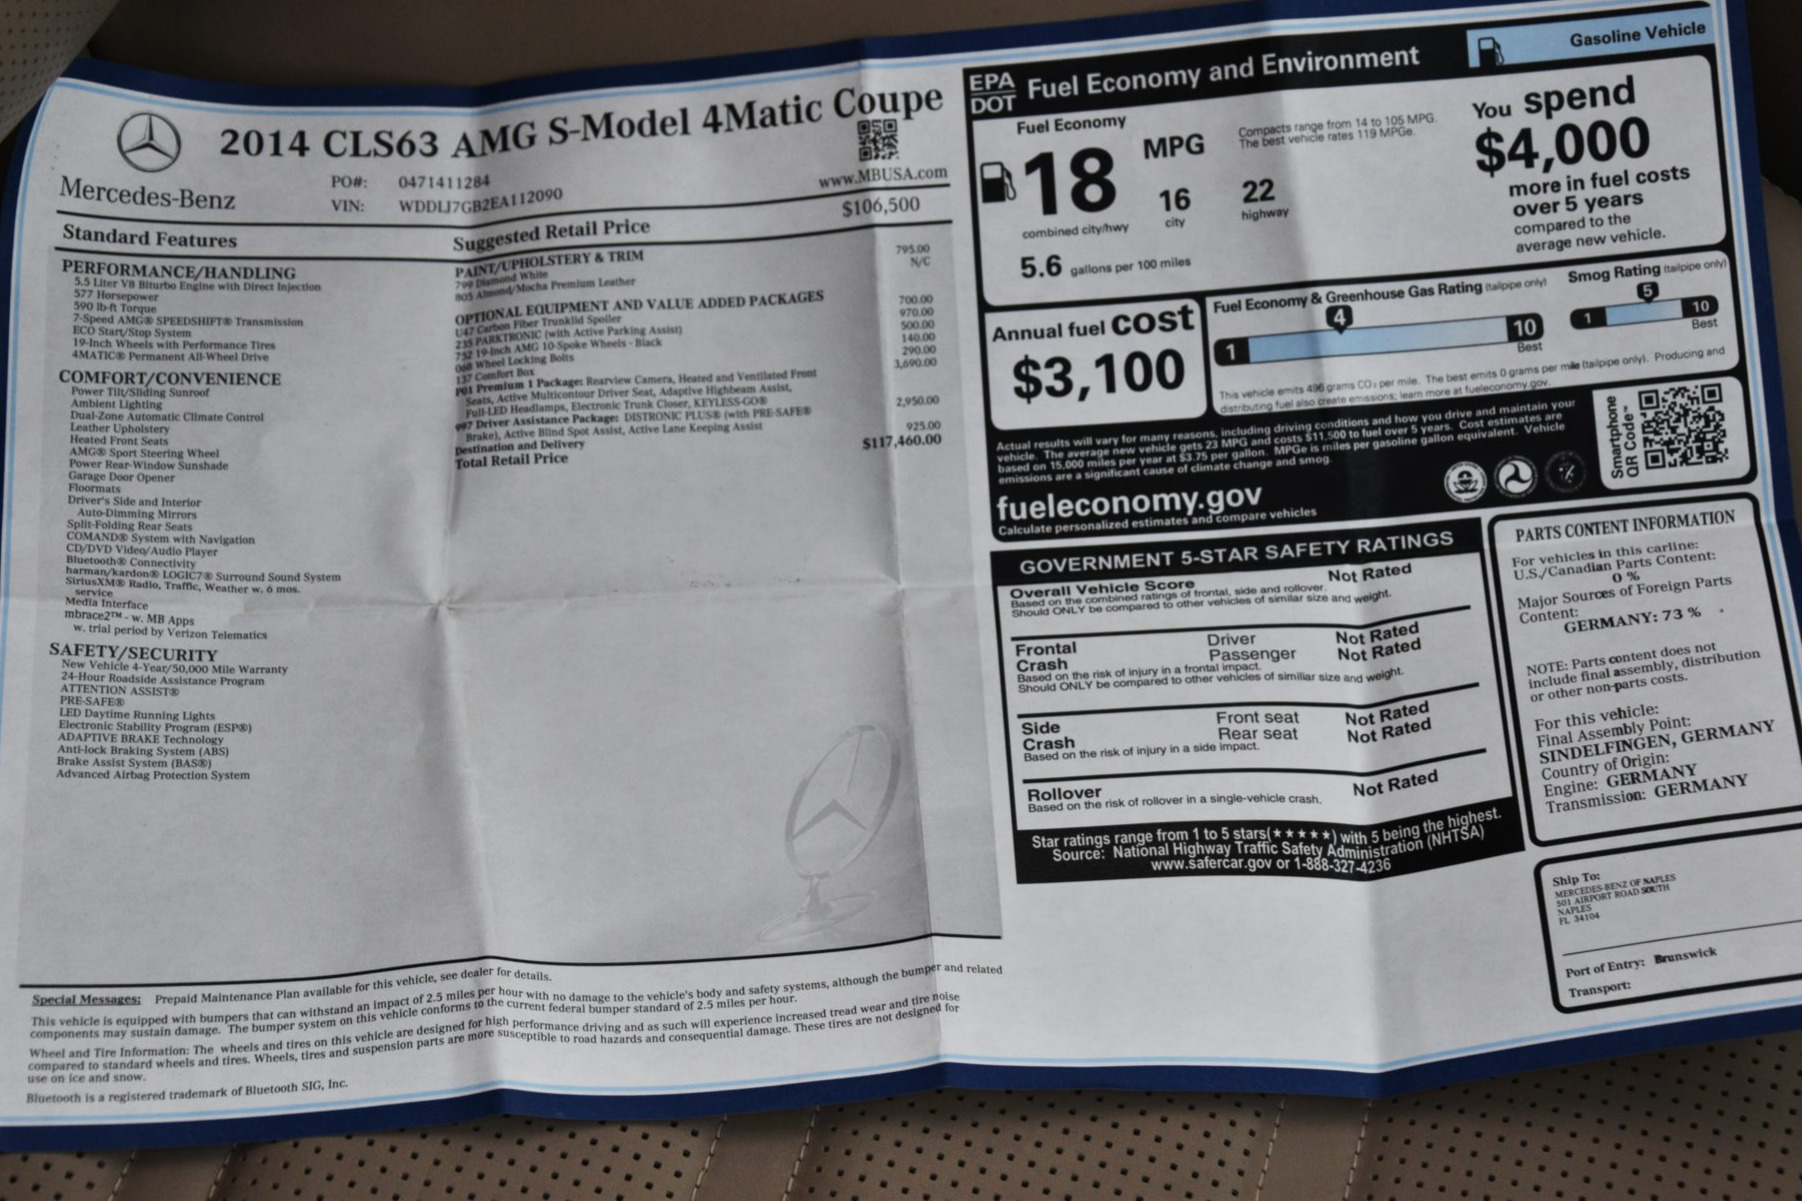 2014 CLS63 AMG S-Model 4Matic Coupe
Mercedes-Benz
PO#: 0471411284
VIN: WDDLJ7GB2EA112090
www.MBUSA.com
Standard Features
PERFORMANCE/HANDLING
5.5 Liter V8 Biturbo Engine with Direct Injection
577 Horsepower
590 lb-ft Torque
7-Speed AMG® SPEEDSHIFT® Transmission
ECO Start/Stop System
19-Inch Wheels with Performance Tires
4MATIC® Permanent All-Wheel Drive
COMFORT/CONVENIENCE
Power Tilt/Sliding Sunroof
Ambient Lighting
Dual-Zone Automatic Climate Control
Leather Upholstery
Heated Front Seats
AMG® Sport Steering Wheel
Power Rear-Window Sunshade
Garage Door Opener
Floormats
Driver's Side and Interior
Auto-Dimming Mirrors
Split-Folding Rear Seats
COMAND® System with Navigation
CD/DVD Video/Audio Player
Bluetooth® Connectivity
harman/kardon® LOGIC7® Surround Sound System
SiriusXM® Radio, Traffic, Weather w. 6 mos.
service
Media Interface
mbrace2™ - w. MB Apps
w. trial period by Verizon Telematics
SAFETY/SECURITY
New Vehicle 4-Year/50,000 Mile Warranty
24-Hour Roadside Assistance Program
ATTENTION ASSIST®
PRE-SAFE®
LED Daytime Running Lights
Electronic Stability Program (ESP®)
ADAPTIVE BRAKE Technology
Anti-lock Braking System (ABS)
Brake Assist System (BAS®)
Advanced Airbag Protection System
Suggested Retail Price $106,500
PAINT/UPHOLSTERY & TRIM
799 Diamond White 795.00
805 Almond/Mocha Premium Leather N/C
OPTIONAL EQUIPMENT AND VALUE ADDED PACKAGES
U47 Carbon Fiber Trunklid Spoiler 700.00
235 PARKTRONIC (with Active Parking Assist) 970.00
752 19-Inch AMG 10-Spoke Wheels - Black 500.00
068 Wheel Locking Bolts 140.00
137 Comfort Box 290.00
P01 Premium 1 Package: Rearview Camera, Heated and Ventilated Front 3,690.00
Seats, Active Multicontour Driver Seat, Adaptive Highbeam Assist,
Full-LED Headlamps, Electronic Trunk Closer, KEYLESS-GO®
997 Driver Assistance Package: DISTRONIC PLUS® (with PRE-SAFE® 2,950.00
Brake), Active Blind Spot Assist, Active Lane Keeping Assist
Destination and Delivery 925.00
Total Retail Price $117,460.00
Special Messages: Prepaid Maintenance Plan available for this vehicle, see dealer for details.
This vehicle is equipped with bumpers that can withstand an impact of 2.5 miles per hour with no damage to the vehicle's body and safety systems, although the bumper and related
components may sustain damage. The bumper system on this vehicle conforms to the current federal bumper standard of 2.5 miles per hour.
Wheel and Tire Information: The wheels and tires on this vehicle are designed for high performance driving and as such will experience increased tread wear and tire noise
compared to standard wheels and tires. Wheels, tires and suspension parts are more susceptible to road hazards and consequential damage. These tires are not designed for
use on ice and snow.
Bluetooth is a registered trademark of Bluetooth SIG, Inc.
EPA
DOT
Fuel Economy and Environment
Gasoline Vehicle
Fuel Economy
18 MPG
combined city/hwy
16
city
22
highway
5.6 gallons per 100 miles
Compacts range from 14 to 105 MPG.
The best vehicle rates 119 MPGe.
You spend
$4,000
more in fuel costs
over 5 years
compared to the
average new vehicle.
Annual fuel cost
$3,100
Fuel Economy & Greenhouse Gas Rating (tailpipe only)
4
1
10
Best
Smog Rating (tailpipe only)
5
1
10
Best
This vehicle emits 496 grams CO2 per mile. The best emits 0 grams per mile (tailpipe only). Producing and
distributing fuel also create emissions; learn more at fueleconomy.gov.
Actual results will vary for many reasons, including driving conditions and how you drive and maintain your
vehicle. The average new vehicle gets 23 MPG and costs $11,500 to fuel over 5 years. Cost estimates are
based on 15,000 miles per year at $3.75 per gallon. MPGe is miles per gasoline gallon equivalent. Vehicle
emissions are a significant cause of climate change and smog.
fueleconomy.gov
Calculate personalized estimates and compare vehicles
Smartphone
QR Code™
GOVERNMENT 5-STAR SAFETY RATINGS
Overall Vehicle Score Not Rated
Based on the combined ratings of frontal, side and rollover.
Should ONLY be compared to other vehicles of similar size and weight.
Frontal Driver Not Rated
Crash Passenger Not Rated
Based on the risk of injury in a frontal impact.
Should ONLY be compared to other vehicles of similiar size and weight.
Side Front seat Not Rated
Crash Rear seat Not Rated
Based on the risk of injury in a side impact.
Rollover Not Rated
Based on the risk of rollover in a single-vehicle crash.
Star ratings range from 1 to 5 stars(★★★★★) with 5 being the highest.
Source: National Highway Traffic Safety Administration (NHTSA)
www.safercar.gov or 1-888-327-4236
PARTS CONTENT INFORMATION
For vehicles in this carline:
U.S./Canadian Parts Content:
0 %
Major Sources of Foreign Parts
Content:
GERMANY: 73 %
NOTE: Parts content does not
include final assembly, distribution
or other non-parts costs.
For this vehicle:
Final Assembly Point:
SINDELFINGEN, GERMANY
Country of Origin:
Engine: GERMANY
Transmission: GERMANY
Ship To:
MERCEDES-BENZ OF NAPLES
501 AIRPORT ROAD SOUTH
NAPLES
FL 34104
Port of Entry: Brunswick
Transport: